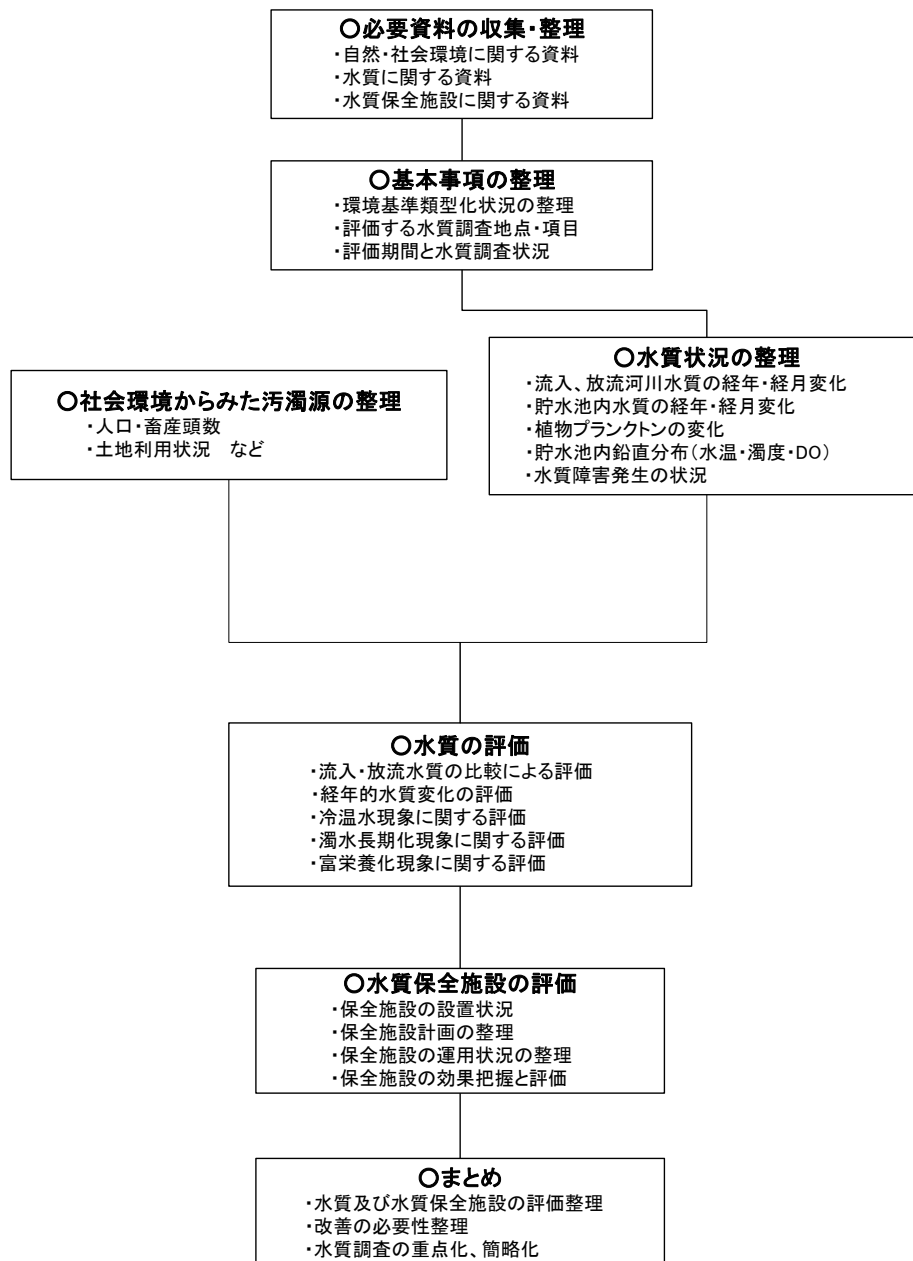 〇必要資料の収集・整理
・自然・社会環境に関する資料
・水質に関する資料
・水質保全施設に関する資料
〇基本事項の整理
・環境基準類型化状況の整理
・評価する水質調査地点・項目
・評価期間と水質調査状況
〇社会環境からみた汚濁源の整理
・人口・畜産頭数
・土地利用状況　など
〇水質状況の整理
・流入、放流河川水質の経年・経月変化
・貯水池内水質の経年・経月変化
・植物プランクトンの変化
・貯水池内鉛直分布(水温・濁度・DO)
・水質障害発生の状況
〇水質の評価
・流入・放流水質の比較による評価
・経年的水質変化の評価
・冷温水現象に関する評価
・濁水長期化現象に関する評価
・富栄養化現象に関する評価
〇水質保全施設の評価
・保全施設の設置状況
・保全施設計画の整理
・保全施設の運用状況の整理
・保全施設の効果把握と評価
〇まとめ
・水質及び水質保全施設の評価整理
・改善の必要性整理
・水質調査の重点化、簡略化